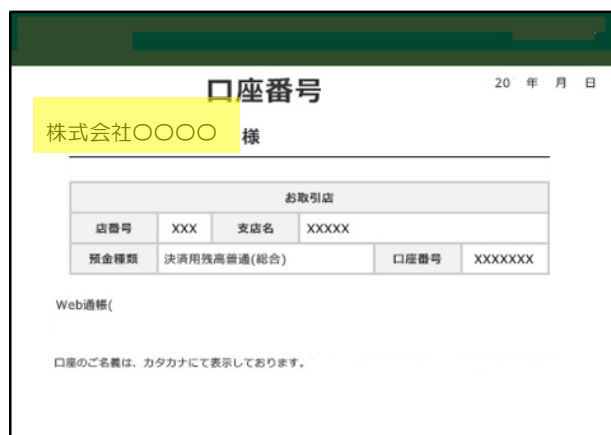 口座番号
20 年 月 日
株式会社〇〇〇〇 様
お取引店
店番号 XXX 支店名 XXXXX
預金種類 決済用残高普通(総合) 口座番号 XXXXXXX
Web通帳(
口座のご名義は、カタカナにて表示しております。